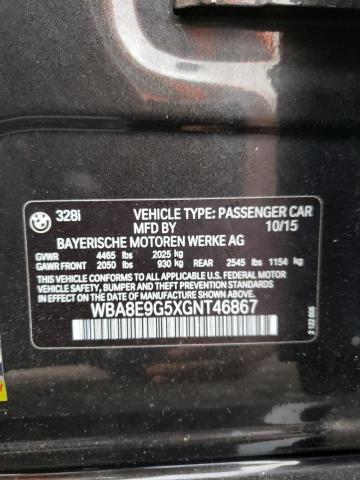 328i VEHICLE TYPE: PASSENGER CAR
MFD BY 10/15
BAYERISCHE MOTOREN WERKE AG
GVWR 4465 lbs 2025 kg
GAWR FRONT 2050 lbs 930 kg REAR 2545 lbs 1154 kg
THIS VEHICLE CONFORMS TO ALL APPLICABLE FEDERAL MOTOR
VEHICLE SAFETY, BUMPER, AND THEFT PREVENTION STANDARDS
IN EFFECT ON THE DATE OF MANUFACTURE SHOWN ABOVE.
WBA8E9G5XGNT46867